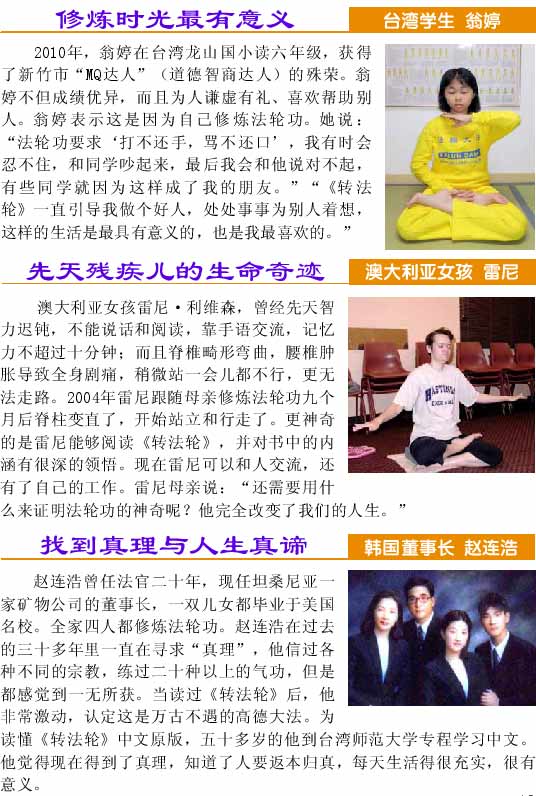 修炼时光最有意义
台湾学生 翁婷
2010年，翁婷在台湾龙山国小读六年级，获得
了新竹市“MQ达人”（道德智商达人）的殊荣。翁
婷不但成绩优异，而且为人谦虚有礼、喜欢帮助别
人。翁婷表示这是因为自己修炼法轮功。她说：
“法轮功要求‘打不还手，骂不还口’，我有时会
忍不住，和同学吵起来，最后我会和他说对不起，
有些同学就因为这样成了我的朋友。”“《转法
轮》一直引导我做个好人，处处事事为别人着想，
这样的生活是最具有意义的，也是我最喜欢的。”
先天残疾儿的生命奇迹
澳大利亚女孩 雷尼
澳大利亚女孩雷尼·利维森，曾经先天智
力迟钝，不能说话和阅读，靠手语交流，记忆
力不超过十分钟；而且脊椎畸形弯曲，腰椎肿
胀导致全身剧痛，稍微站一会儿都不行，更无
法走路。2004年雷尼跟随母亲修炼法轮功九个
月后脊柱变直了，开始站立和行走了。更神奇
的是雷尼能够阅读《转法轮》，并对书中的内
涵有很深的领悟。现在雷尼可以和人交流，还
有了自己的工作。雷尼母亲说：“还需要用什
么来证明法轮功的神奇呢？他完全改变了我们的人生。”
找到真理与人生真谛
韩国董事长 赵连浩
赵连浩曾任法官二十年，现任坦桑尼亚一
家矿物公司的董事长，一双儿女都毕业于美国
名校。全家四人都修炼法轮功。赵连浩在过去
的三十多年里一直在寻求“真理”，他信过各
种不同的宗教，练过二十种以上的气功，但是
都感觉到一无所获。当读过《转法轮》后，他
非常激动，认定这是万古不遇的高德大法。为
读懂《转法轮》中文原版，五十多岁的他到台湾师范大学专程学习中文。
他觉得现在得到了真理，知道了人要返本归真，每天生活得很充实，很有
意义。